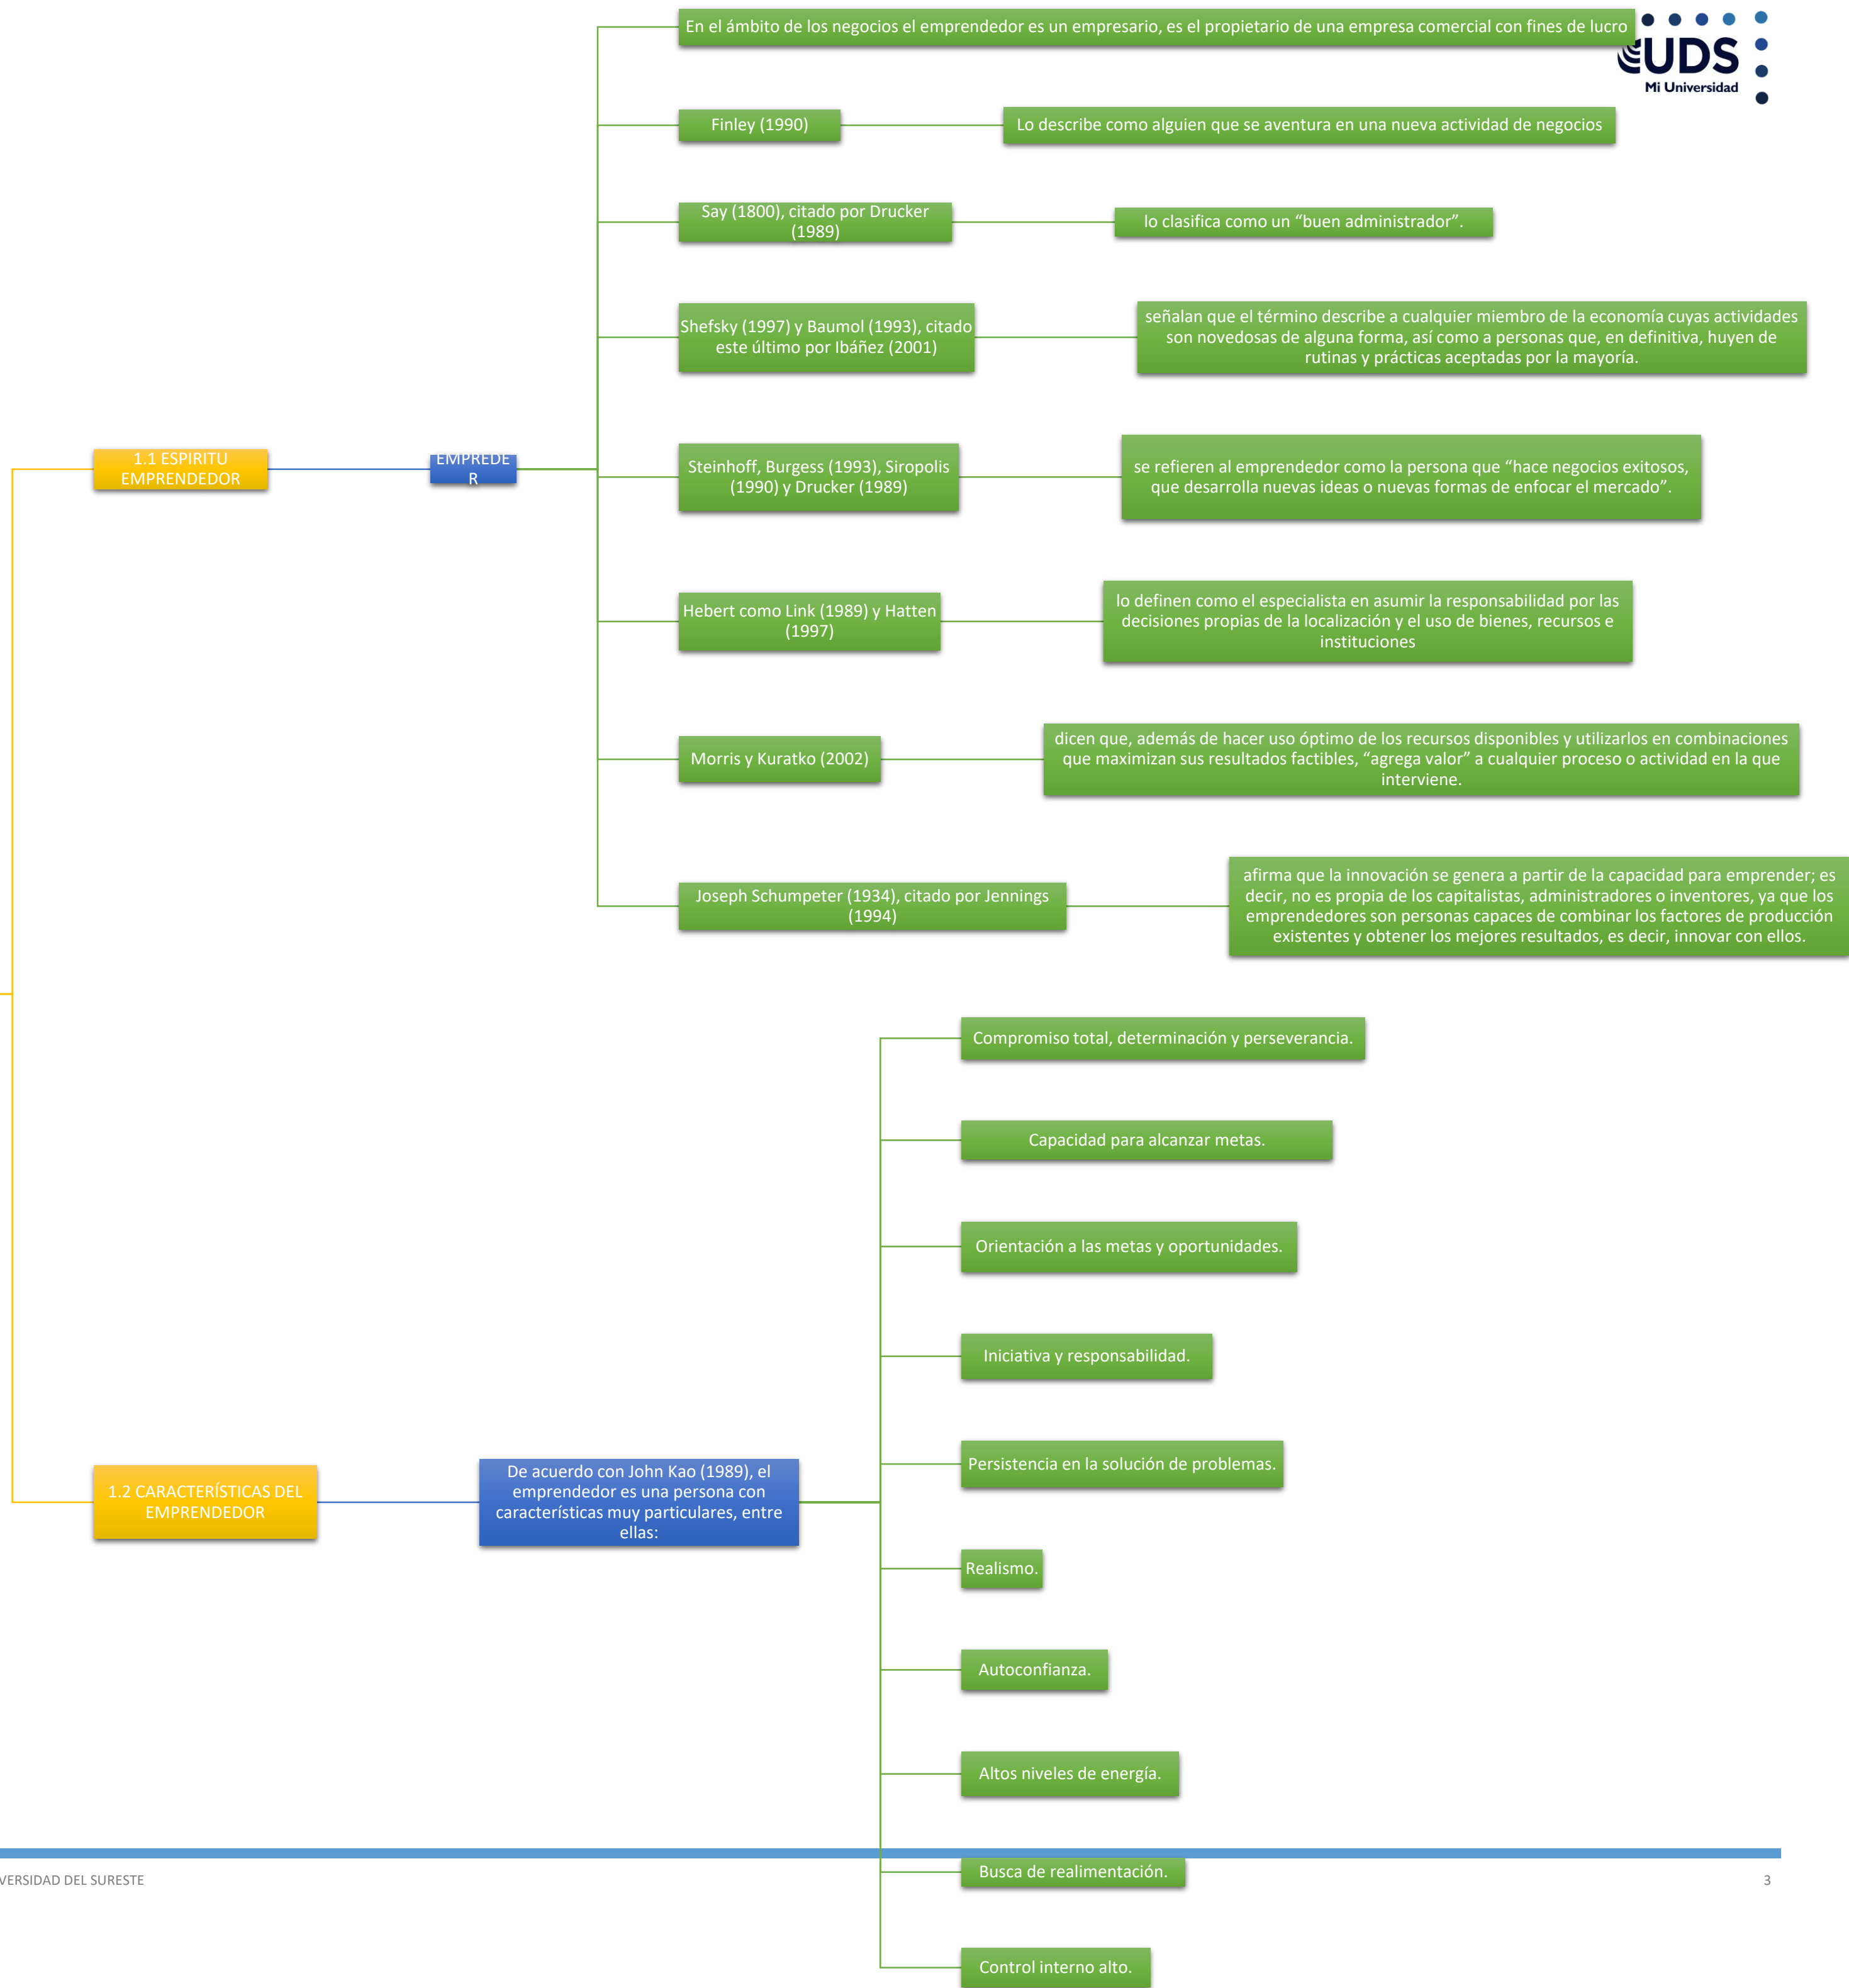 En el ámbito de los negocios el emprendedor es un empresario, es el propietario de una empresa comercial con fines de lucro
UDS
Mi Universidad
Finley (1990)
Lo describe como alguien que se aventura en una nueva actividad de negocios
Say (1800), citado por Drucker
(1989)
lo clasifica como un “buen administrador”.
Shefsky (1997) y Baumol (1993), citado
este último por Ibáñez (2001)
señalan que el término describe a cualquier miembro de la economía cuyas actividades
son novedosas de alguna forma, así como a personas que, en definitiva, huyen de
rutinas y prácticas aceptadas por la mayoría.
1.1 ESPIRITU
EMPRENDEDOR
EMPREDE
R
Steinhoff, Burgess (1993), Siropolis
(1990) y Drucker (1989)
se refieren al emprendedor como la persona que “hace negocios exitosos,
que desarrolla nuevas ideas o nuevas formas de enfocar el mercado”.
Hebert como Link (1989) y Hatten
(1997)
lo definen como el especialista en asumir la responsabilidad por las
decisiones propias de la localización y el uso de bienes, recursos e
instituciones
Morris y Kuratko (2002)
dicen que, además de hacer uso óptimo de los recursos disponibles y utilizarlos en combinaciones
que maximizan sus resultados factibles, “agrega valor” a cualquier proceso o actividad en la que
interviene.
Joseph Schumpeter (1934), citado por Jennings
(1994)
afirma que la innovación se genera a partir de la capacidad para emprender; es
decir, no es propia de los capitalistas, administradores o inventores, ya que los
emprendedores son personas capaces de combinar los factores de producción
existentes y obtener los mejores resultados, es decir, innovar con ellos.
1.2 CARACTERÍSTICAS DEL
EMPRENDEDOR
De acuerdo con John Kao (1989), el
emprendedor es una persona con
características muy particulares, entre
ellas:
Compromiso total, determinación y perseverancia.
Capacidad para alcanzar metas.
Orientación a las metas y oportunidades.
Iniciativa y responsabilidad.
Persistencia en la solución de problemas.
Realismo.
Autoconfianza.
Altos niveles de energía.
Busca de realimentación.
Control interno alto.
VERSIDAD DEL SURESTE
3